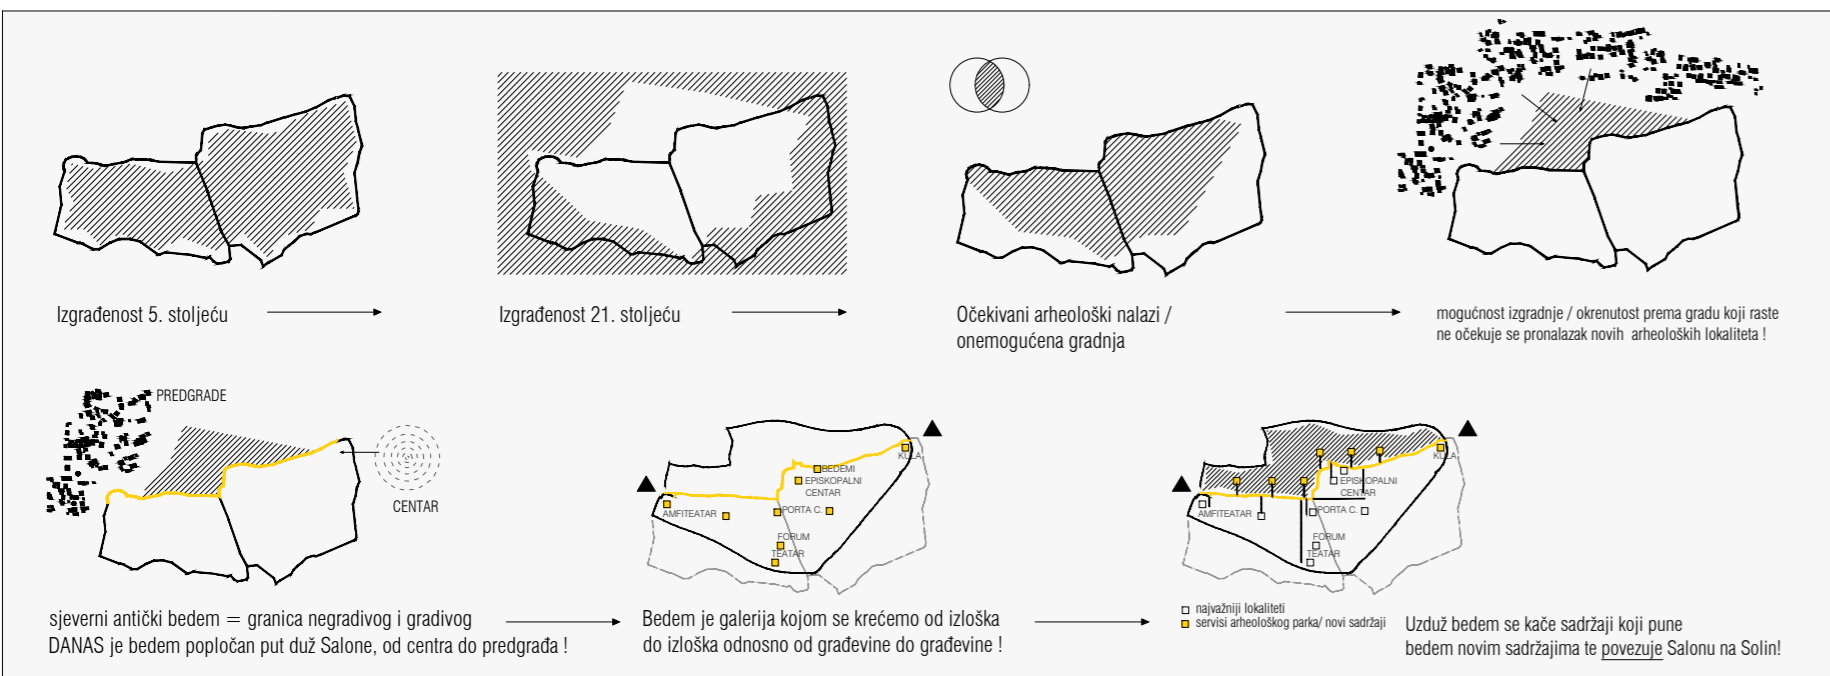 Izgrađenost 5. stoljeću
Izgrađenost 21. stoljeću
Očekivani arheološki nalazi /
onemogućena gradnja
mogućnost izgradnje / okrenutost prema gradu koji raste
ne očekuje se pronalazak novih arheoloških lokaliteta !
PREDGRADE
CENTAR
sjeverni antički bedem = granica negradivog i gradivog
DANAS je bedem popločan put duž Salone, od centra do predgrađa !
KULA
BEDEMI
EPISKOPALNI
CENTAR
AMFITEATAR
PORTA C.
FORUM
TEATAR
Bedem je galerija kojom se krećemo od izloška
do izloška odnosno od građevine do građevine !
KULA
EPISKOPALNI
CENTAR
AMFITEATAR
PORTA C.
FORUM
TEATAR
najvažniji lokaliteti
servisi arheološkog parka/ novi sadržaji
Uzduž bedem se kače sadržaji koji pune
bedem novim sadržajima te povezuje Salonu na Solin!